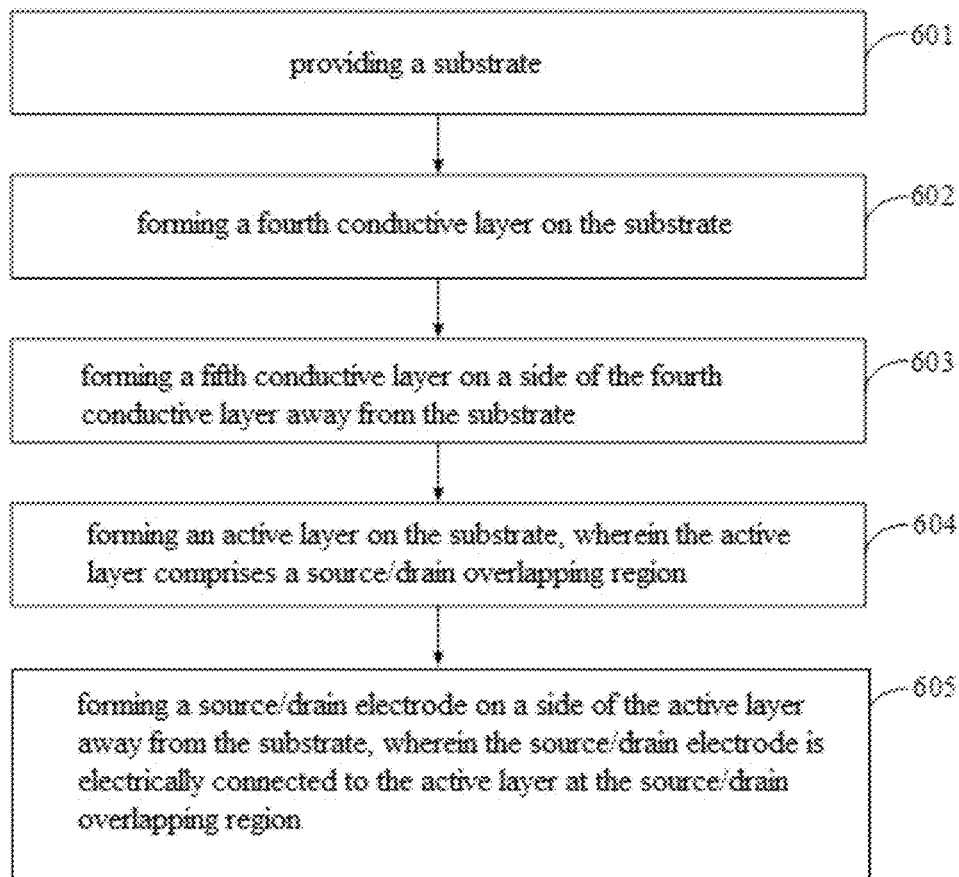 601
providing a substrate
602
forming a fourth conductive layer on the substrate
603
forming a fifth conductive layer on a side of the fourth
conductive layer away from the substrate
604
forming an active layer on the substrate, wherein the active
layer comprises a source/drain overlapping region
605
forming a source/drain electrode on a side of the active layer
away from the substrate, wherein the source/drain electrode is
electrically connected to the active layer at the source/drain
overlapping region